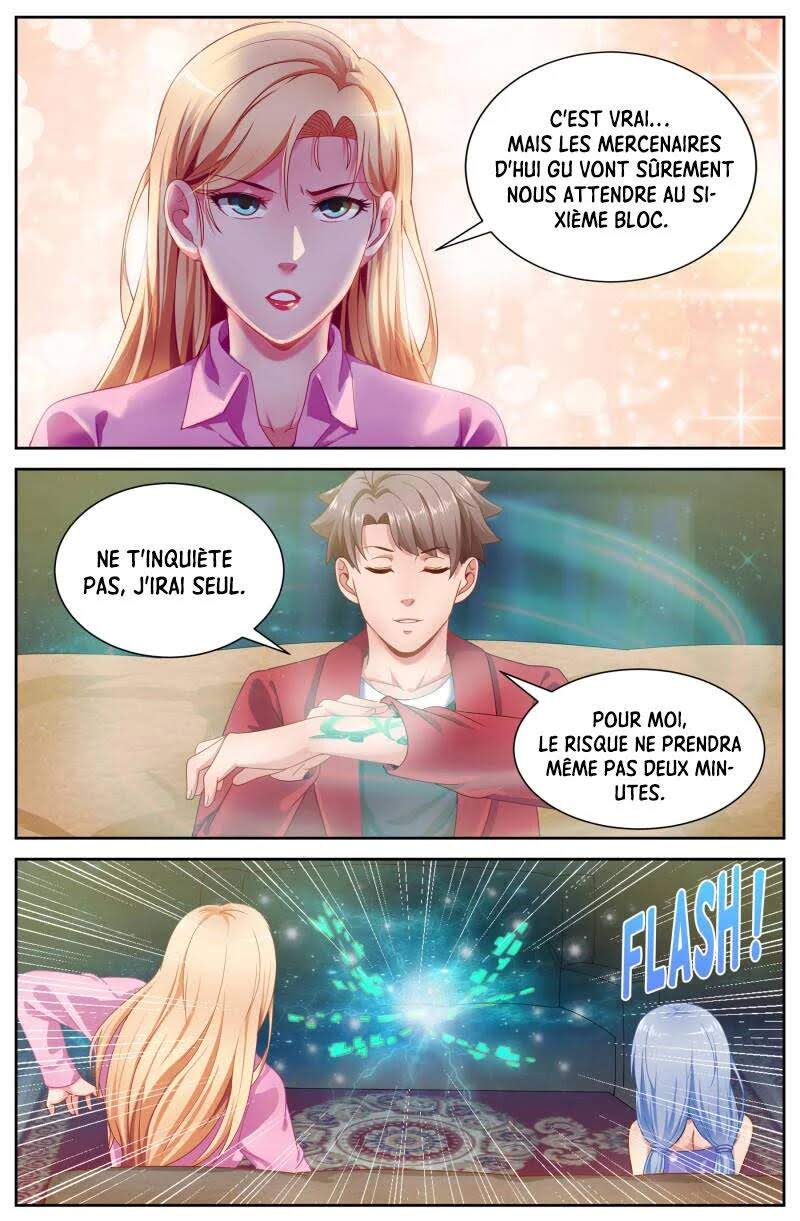 C'EST VRAI...
MAIS LES MERCENAIRES
D'HUI GU VONT SÛREMENT
NOUS ATTENDRE AU SI-
XIÈME BLOC.
NE T'INQUIÈTE
PAS, J'IRAI SEUL.
POUR MOI,
LE RISQUE NE PRENDRA
MÊME PAS DEUX MIN-
UTES.
FLASH!